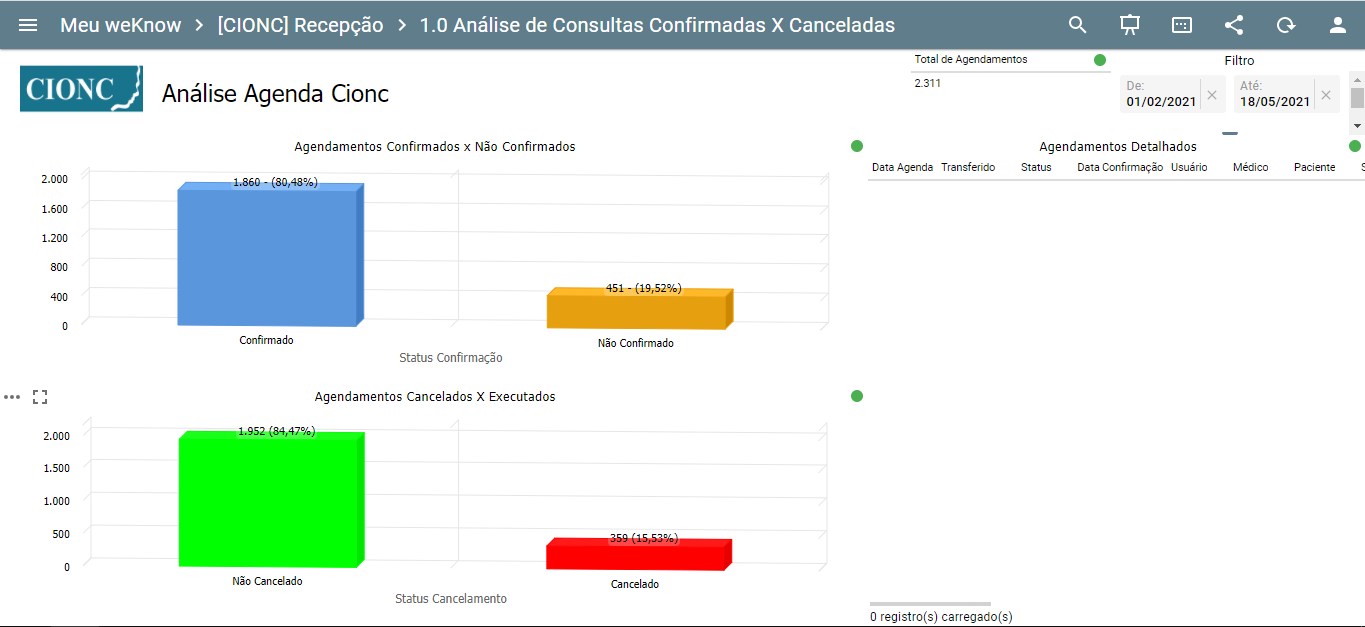 Meu weKnow > [CIONC] Recepção > 1.0 Análise de Consultas Confirmadas X Canceladas
CIONC
Análise Agenda Cionc
Total de Agendamentos
2.311
Filtro
De:
01/02/2021
Até:
18/05/2021
Agendamentos Confirmados x Não Confirmados
2.000
1.600
1.200
800
400
0
1.860 - (80,48%)
451 - (19,52%)
Confirmado
Não Confirmado
Status Confirmação
Agendamentos Cancelados X Executados
2.000
1.500
1.000
500
0
1.952 (84,47%)
359 (15,53%)
Não Cancelado
Cancelado
Status Cancelamento
Agendamentos Detalhados
Data Agenda Transferido Status Data Confirmação Usuário Médico Paciente S
0 registro(s) carregado(s)